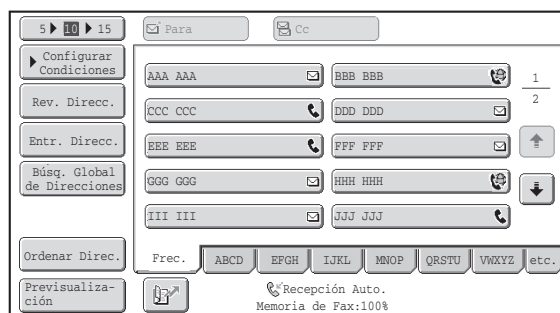 5 10 15
Para
Cc
Configurar
Condiciones
Rev. Direcc.
Entr. Direcc.
Búsq. Global
de Direcciones
Ordenar Direc.
Previsualiza-
ción
AAA AAA
BBB BBB
CCC CCC
DDD DDD
EEE EEE
FFF FFF
GGG GGG
HHH HHH
III III
JJJ JJJ
1
2
Frec.
ABCD
EFGH
IJKL
MNOP
QRSTU
VWXYZ
etc.
Recepción Auto.
Memoria de Fax:100%